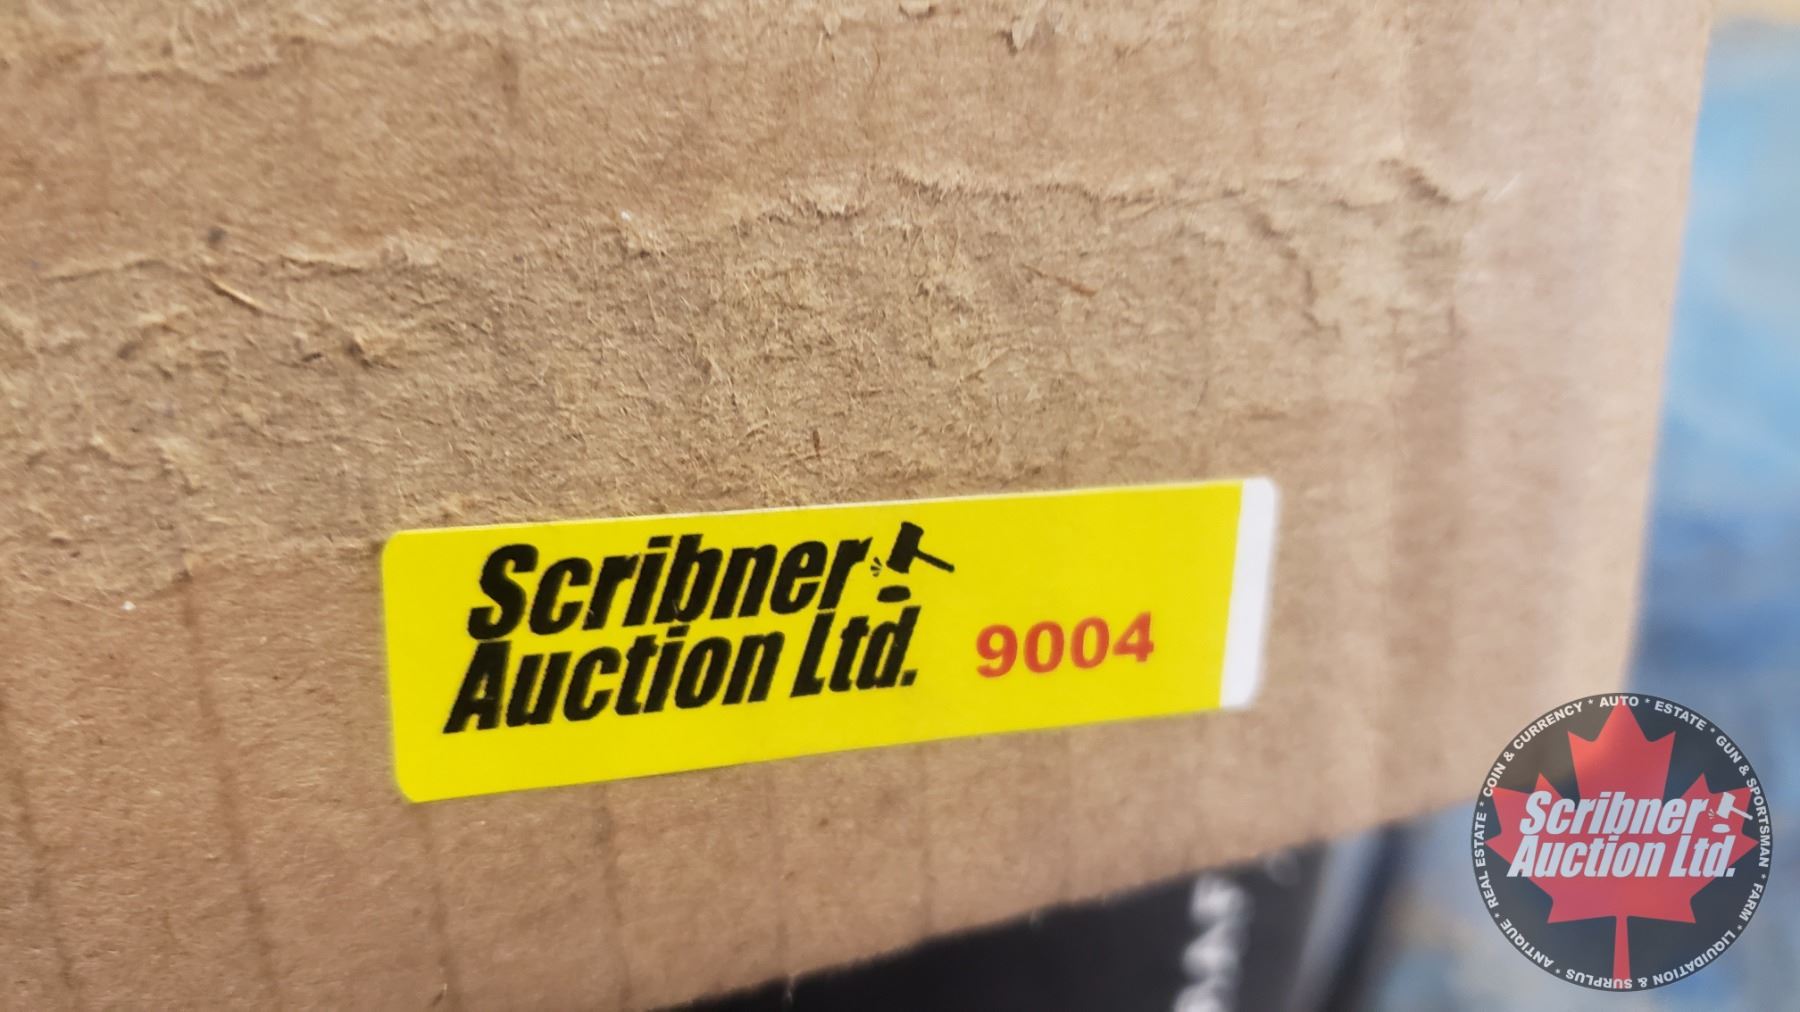 Scribner
Auction Ltd.
9004
COIN & CURRENCY * AUTO * ESTATE * GUN & SPORTSMAN * FARM * LIQUIDATION & SURPLUS * ANTIQUE * REAL ESTATE *
Scribner
Auction Ltd.